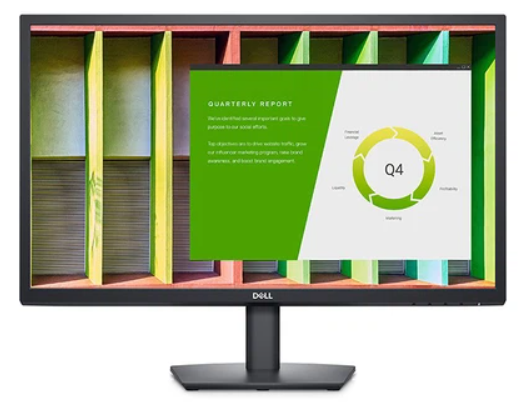 QUARTERLY REPORT
We've identified several important goals to give
purpose to our social efforts.
Top objectives are to drive website traffic, grow
our influencer marketing program, raise brand
awareness, and boost brand engagement.
Financial
Leverage
Asset
Efficiency
Q4
Liquidity
Profitability
Marketing
DELL